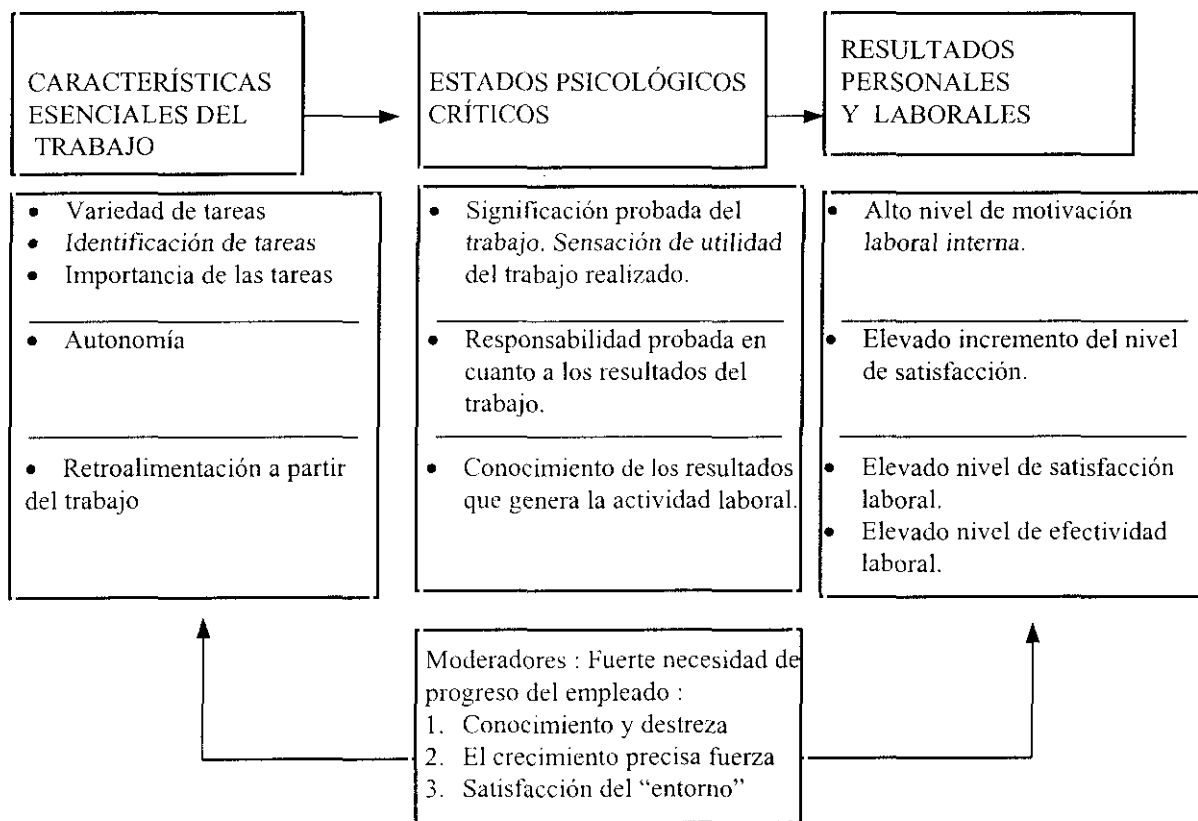 CARACTERÍSTICAS
ESENCIALES DEL
TRABAJO
ESTADOS PSICOLÓGICOS
CRÍTICOS
RESULTADOS
PERSONALES
Y LABORALES
• Variedad de tareas
• Identificación de tareas
• Importancia de las tareas
• Autonomía
• Retroalimentación a partir
del trabajo
• Significación probada del
trabajo. Sensación de utilidad
del trabajo realizado.
• Responsabilidad probada en
cuanto a los resultados del
trabajo.
• Conocimiento de los resultados
que genera la actividad laboral.
• Alto nivel de motivación
laboral interna.
• Elevado incremento del nivel
de satisfacción.
• Elevado nivel de satisfacción
laboral.
• Elevado nivel de efectividad
laboral.
Moderadores : Fuerte necesidad de
progreso del empleado :
1. Conocimiento y destreza
2. El crecimiento precisa fuerza
3. Satisfacción del “entorno”